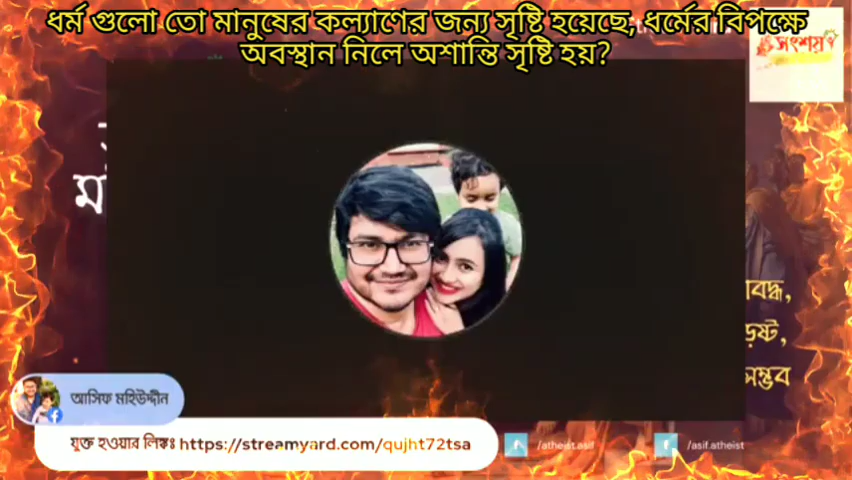 ধর্ম গুলো তো মানুষের কল্যাণের জন্য সৃষ্টি হয়েছে, ধর্মের বিপক্ষে
অবস্থান নিলে অশান্তি সৃষ্টি হয়?
সংশয়
আসিফ মহিউদ্দীন
যুক্ত হওয়ার লিঙ্কঃ https://streamyard.com/qujht72tsa
/atheist.asif
/asif.atheist